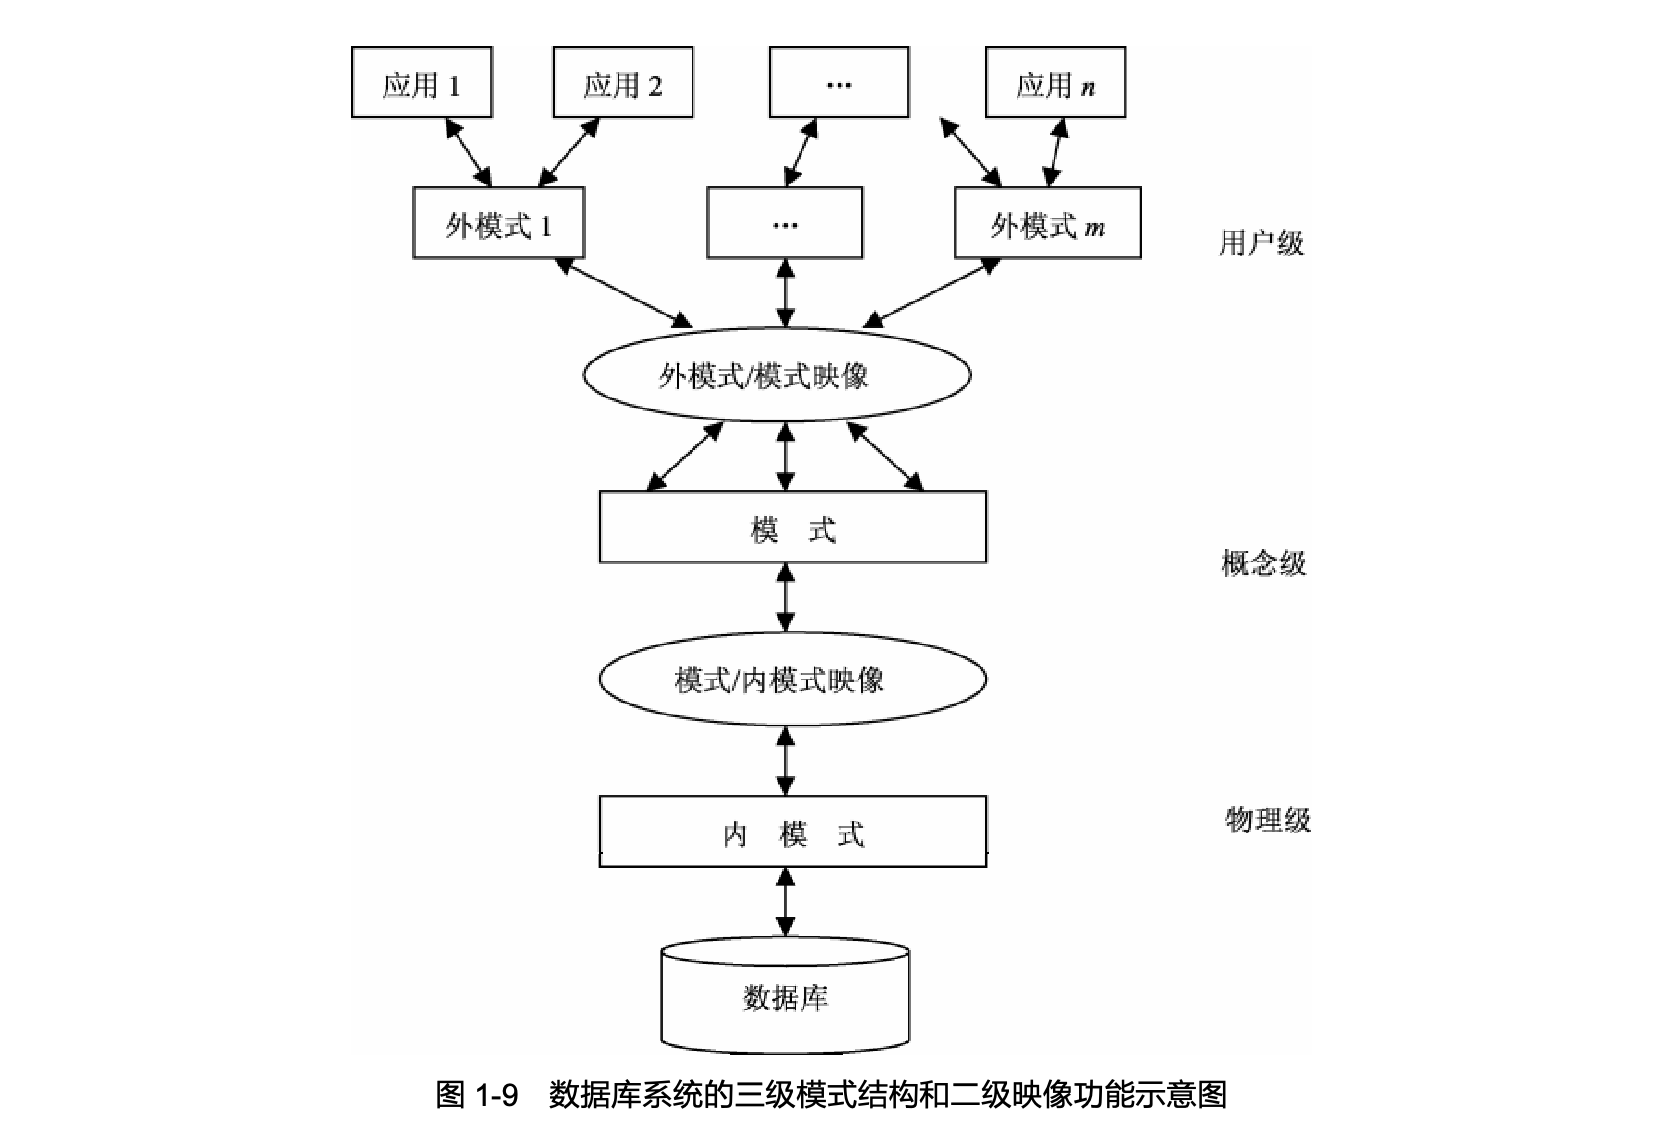 应用 1
应用 2
…
应用 n
外模式 1
…
外模式 m
用户级
外模式/模式映像
模 式
概念级
模式/内模式映像
内 模 式
物理级
数据库
图 1-9 数据库系统的三级模式结构和二级映像功能示意图